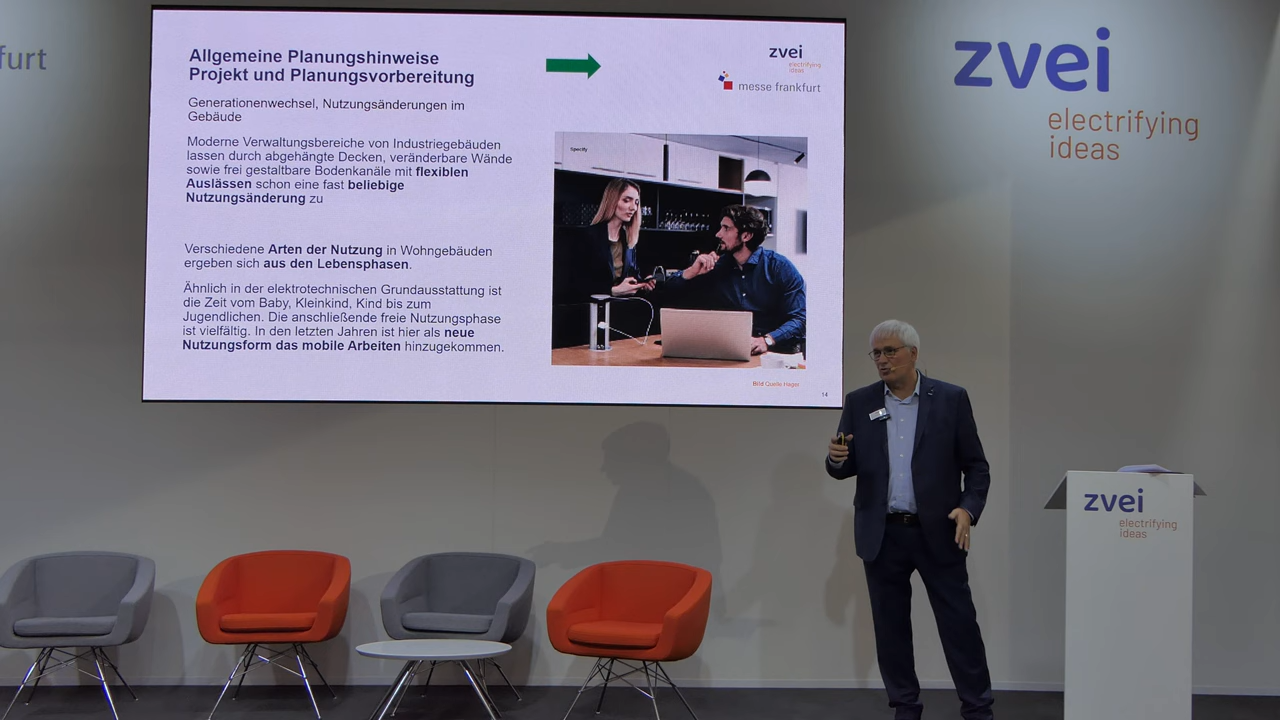 furt
Allgemeine Planungshinweise
Projekt und Planungsvorbereitung
zvei
electrifying
ideas
messe frankfurt
Generationenwechsel, Nutzungsänderungen im
Gebäude
Moderne Verwaltungsbereiche von Industriegebäuden
lassen durch abgehängte Decken, veränderbare Wände
sowie frei gestaltbare Bodenkanäle mit flexiblen
Auslässen schon eine fast beliebige
Nutzungsänderung zu
Verschiedene Arten der Nutzung in Wohngebäuden
ergeben sich aus den Lebensphasen.
Ähnlich in der elektrotechnischen Grundausstattung ist
die Zeit vom Baby, Kleinkind, Kind bis zum
Jugendlichen. Die anschließende freie Nutzungsphase
ist vielfältig. In den letzten Jahren ist hier als neue
Nutzungsform das mobile Arbeiten hinzugekommen.
Specify
Bild Quelle Hager
14
zvei
electrifying
ideas
zvei
electrifying
ideas